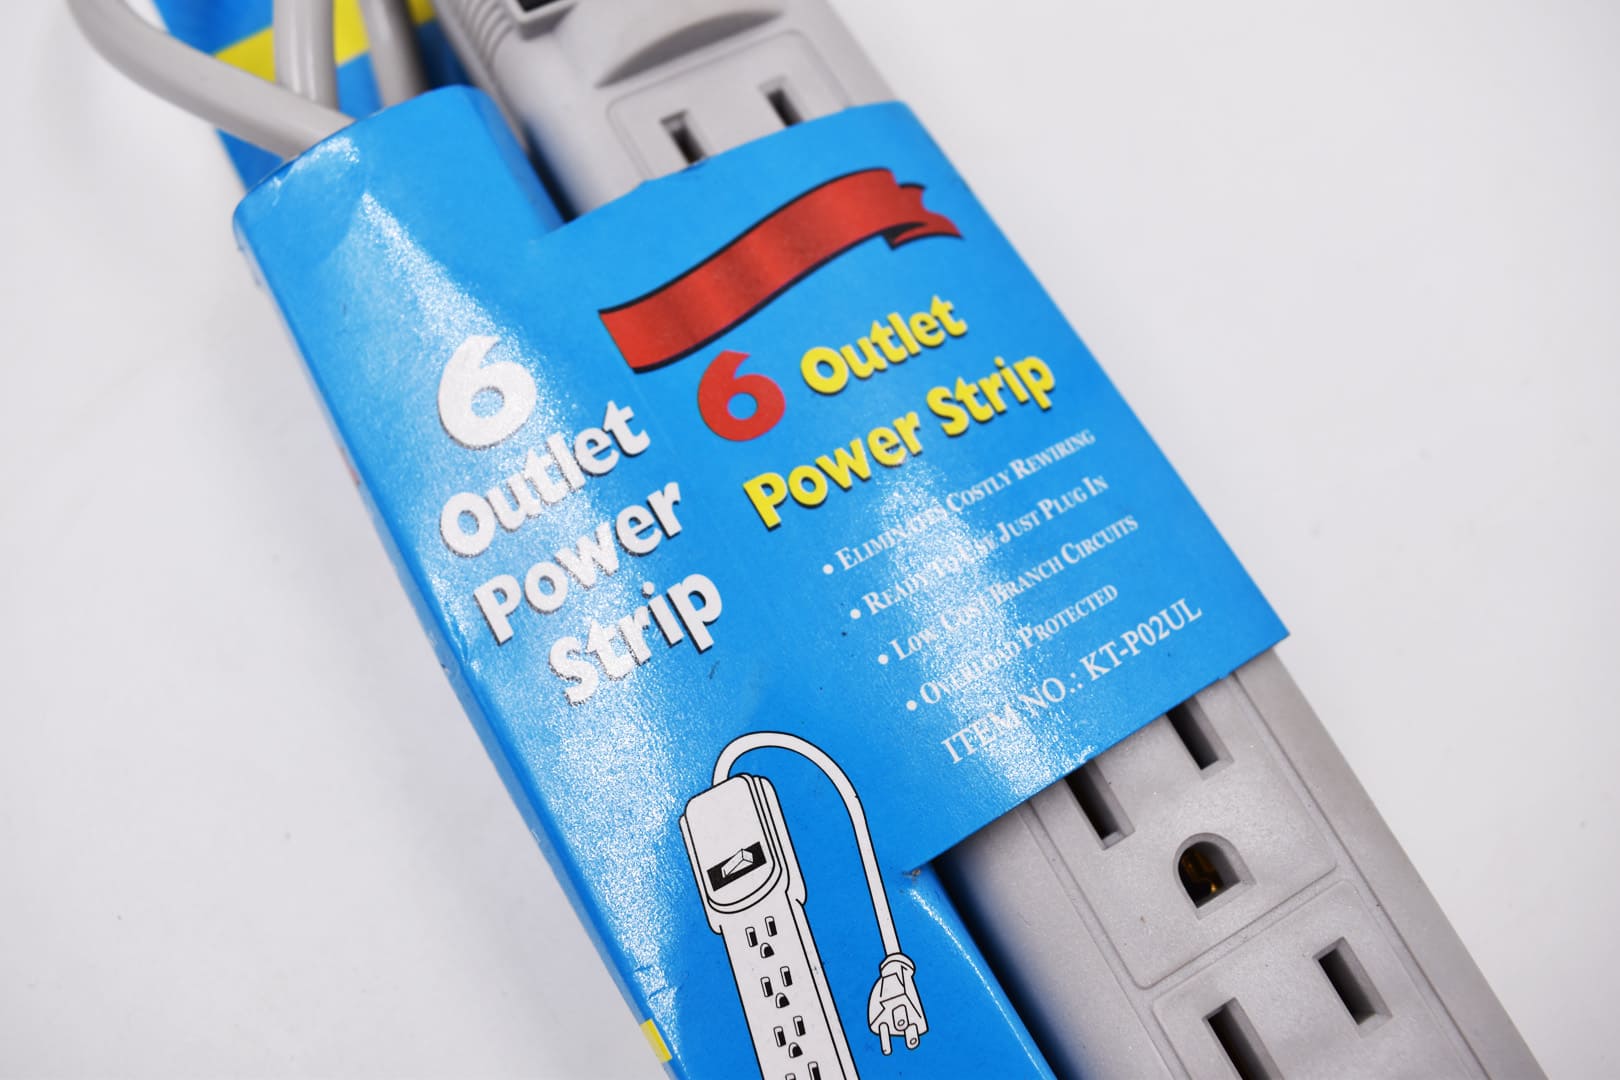 6
Outlet
Power
Strip
6 Outlet
Power Strip
• ELIMINATES COSTLY REWIRING
• READY TO USE JUST PLUG IN
• LOW COST BRANCH CIRCUITS
• OVERLOAD PROTECTED
ITEM NO.: KT-P02UL